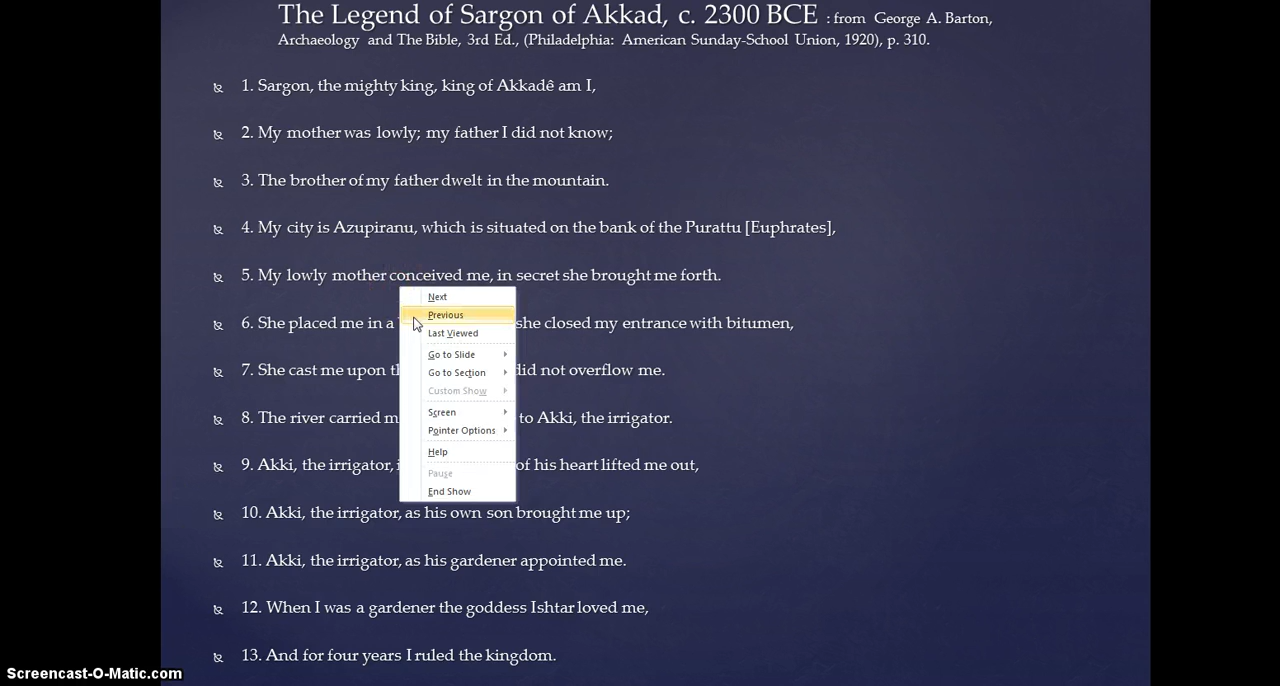 The Legend of Sargon of Akkad, c. 2300 BCE : from George A. Barton,
Archaeology and The Bible, 3rd Ed., (Philadelphia: American Sunday-School Union, 1920), p. 310.
1. Sargon, the mighty king, king of Akkadê am I,
2. My mother was lowly; my father I did not know;
3. The brother of my father dwelt in the mountain.
4. My city is Azupiranu, which is situated on the bank of the Purattu [Euphrates],
5. My lowly mother conceived me, in secret she brought me forth.
6. She placed me in a she closed my entrance with bitumen,
7. She cast me upon did not overflow me.
8. The river carried to Akki, the irrigator.
9. Akki, the irrigator, of his heart lifted me out,
10. Akki, the irrigator, as his own son brought me up;
11. Akki, the irrigator, as his gardener appointed me.
12. When I was a gardener the goddess Ishtar loved me,
13. And for four years I ruled the kingdom.
Next
Previous
Last Viewed
Go to Slide
Go to Section
Custom Show
Screen
Pointer Options
Help
Pause
End Show
Screencast-O-Matic.com